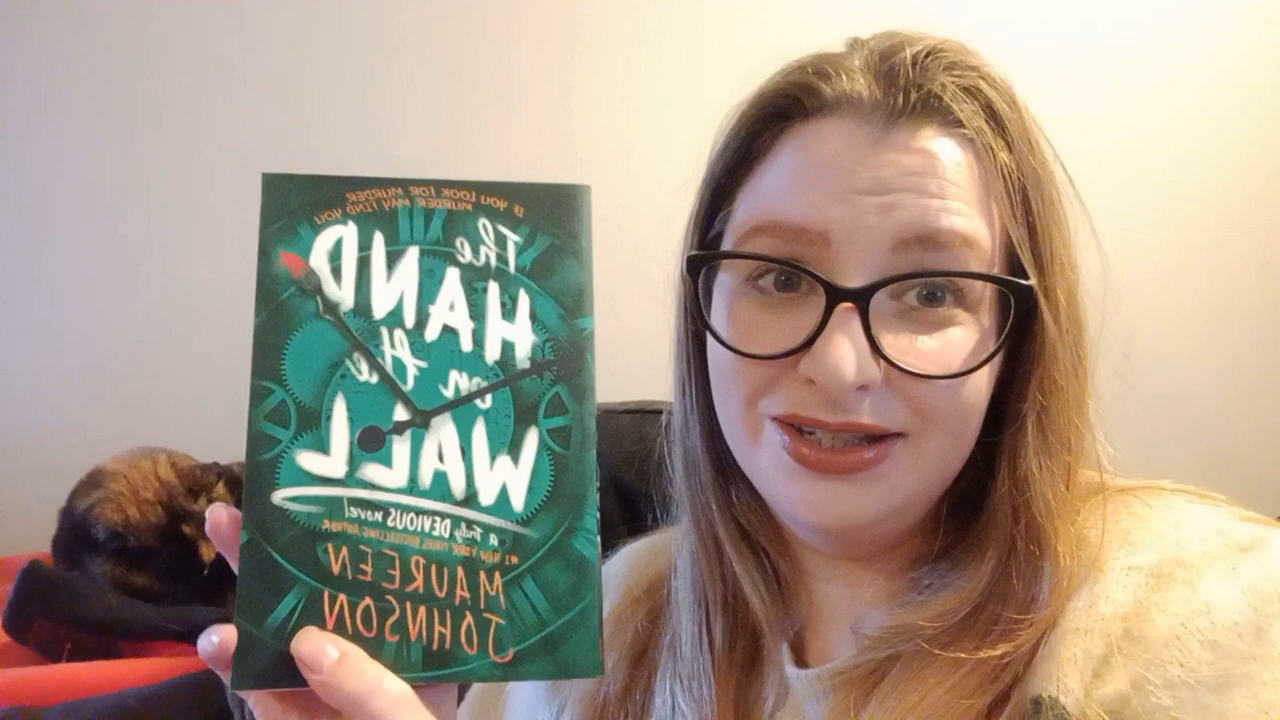 IF YOU LOOK FOR MURDER
MURDER MAY FIND YOU
The
HAND
on the
WALL
a Truly DEVIOUS novel
#1 NEW YORK TIMES BESTSELLING AUTHOR
MAUREEN
JOHNSON